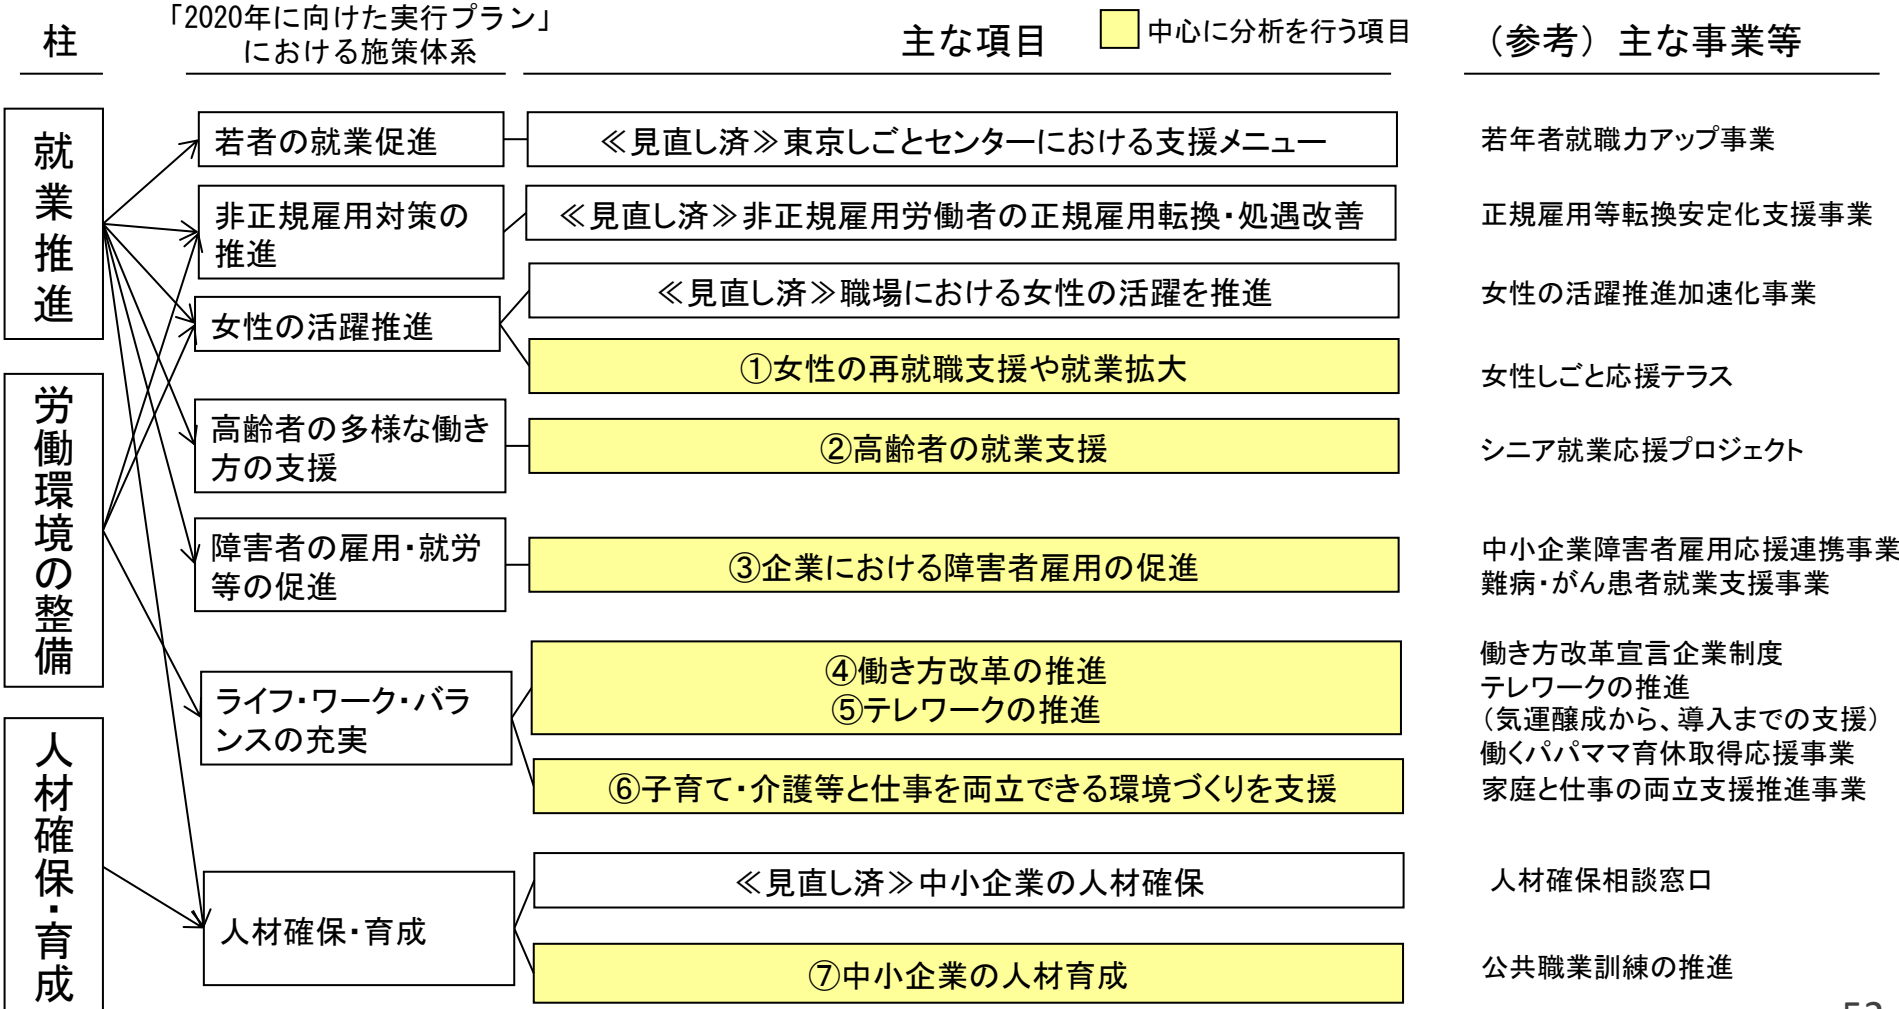 柱
「2020年に向けた実行プラン」
における施策体系
主な項目
中心に分析を行う項目
（参考）主な事業等
就業推進
労働環境の整備
人材確保・育成
若者の就業促進
≪見直し済≫東京しごとセンターにおける支援メニュー
若年者就職力アップ事業
非正規雇用対策の
推進
≪見直し済≫非正規雇用労働者の正規雇用転換・処遇改善
正規雇用等転換安定化支援事業
女性の活躍推進
≪見直し済≫職場における女性の活躍を推進
女性の活躍推進加速化事業
①女性の再就職支援や就業拡大
女性しごと応援テラス
高齢者の多様な働き
方の支援
②高齢者の就業支援
シニア就業応援プロジェクト
障害者の雇用・就労
等の促進
③企業における障害者雇用の促進
中小企業障害者雇用応援連携事業
難病・がん患者就業支援事業
ライフ・ワーク・バラ
ンスの充実
④働き方改革の推進
⑤テレワークの推進
⑥子育て・介護等と仕事を両立できる環境づくりを支援
働き方改革宣言企業制度
テレワークの推進
（気運醸成から、導入までの支援）
働くパパママ育休取得応援事業
家庭と仕事の両立支援推進事業
人材確保・育成
≪見直し済≫中小企業の人材確保
人材確保相談窓口
⑦中小企業の人材育成
公共職業訓練の推進